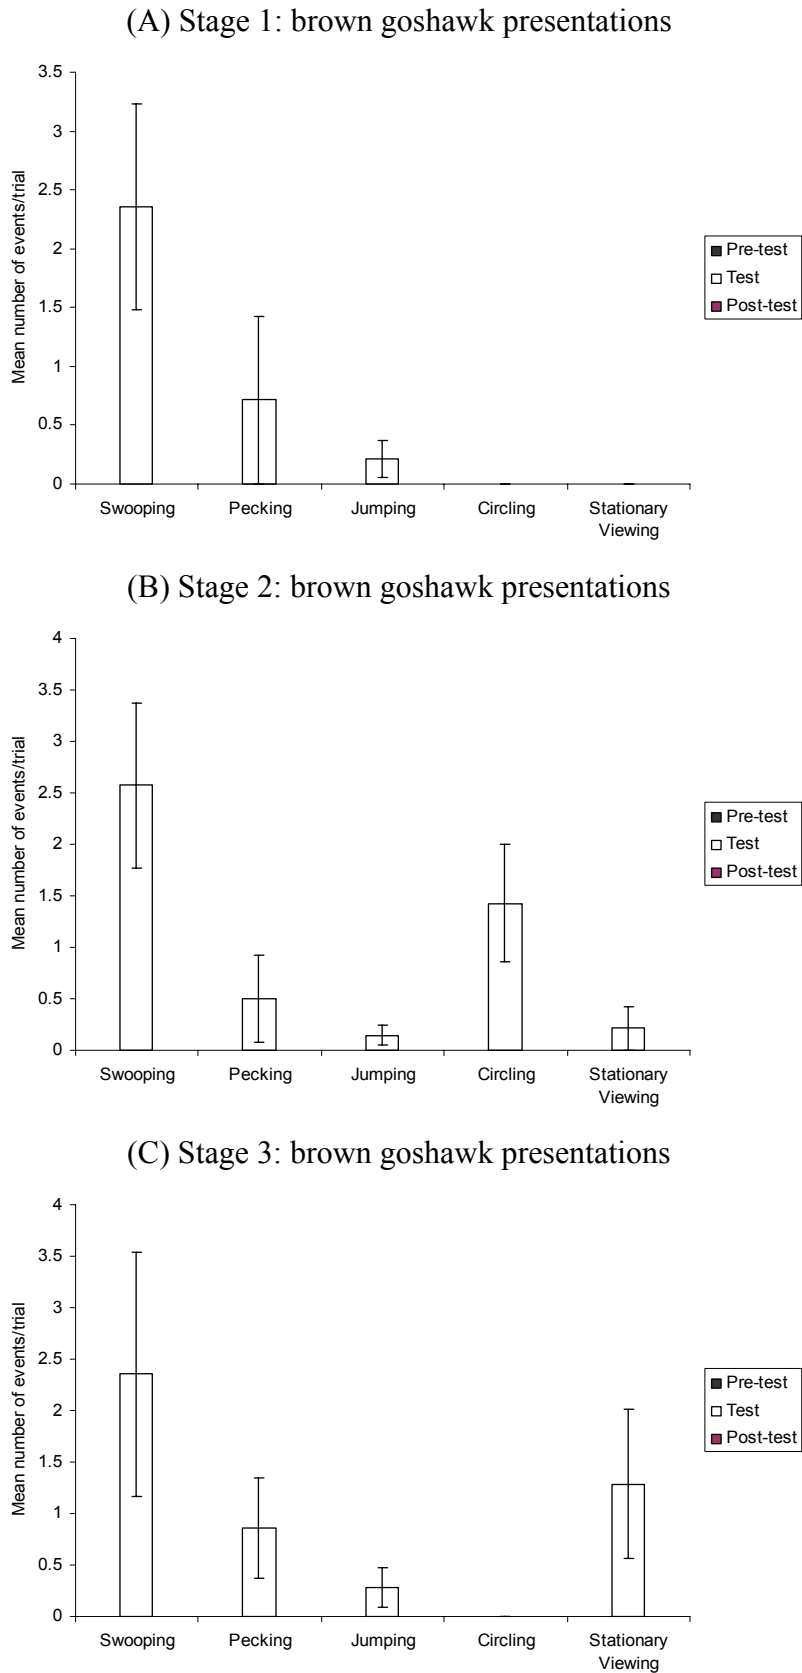 (A) Stage 1: brown goshawk presentations
Mean number of events/trial
3.5
3
2.5
2
1.5
1
0.5
0
Swooping Pecking Jumping Circling Stationary
Viewing
Pre-test
Test
Post-test
(B) Stage 2: brown goshawk presentations
Mean number of events/trial
4
3.5
3
2.5
2
1.5
1
0.5
0
Swooping Pecking Jumping Circling Stationary
Viewing
Pre-test
Test
Post-test
(C) Stage 3: brown goshawk presentations
Mean number of events/trial
4
3.5
3
2.5
2
1.5
1
0.5
0
Swooping Pecking Jumping Circling Stationary
Viewing
Pre-test
Test
Post-test